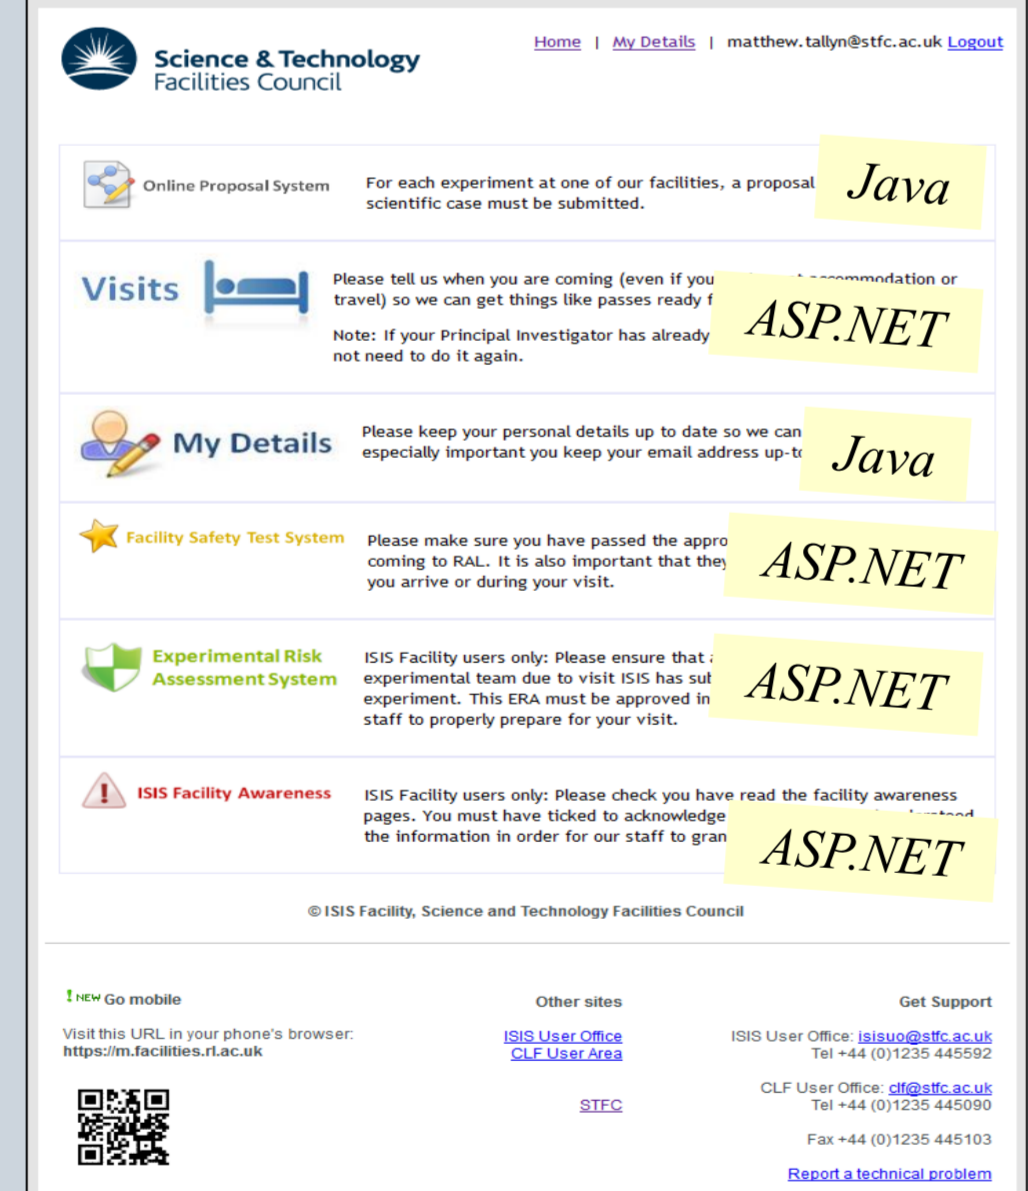 Science & Technology
Facilities Council
Home | My Details | matthew.tallyn@stfc.ac.uk Logout
Online Proposal System
For each experiment at one of our facilities, a proposal
scientific case must be submitted.
Java
Visits
Please tell us when you are coming (even if you accommodation or
travel) so we can get things like passes ready
Note: If your Principal Investigator has already
not need to do it again.
ASP.NET
My Details
Please keep your personal details up to date so we can
especially important you keep your email address
Java
Facility Safety Test System
Please make sure you have passed the
coming to RAL. It is also important that they
you arrive or during your visit.
ASP.NET
Experimental Risk
Assessment System
ISIS Facility users only: Please ensure that
experimental team due to visit ISIS has
experiment. This ERA must be approved in
staff to properly prepare for your visit.
ASP.NET
ISIS Facility Awareness
ISIS Facility users only: Please check you have read the facility awareness
pages. You must have ticked to acknowledge
the information in order for our staff to
ASP.NET
© ISIS Facility, Science and Technology Facilities Council
! NEW Go mobile
Visit this URL in your phone's browser:
https://m.facilities.rl.ac.uk
Other sites
ISIS User Office
CLF User Area
STFC
Get Support
ISIS User Office: isisuo@stfc.ac.uk
Tel +44 (0)1235 445592
CLF User Office: clf@stfc.ac.uk
Tel +44 (0)1235 445090
Fax +44 (0)1235 445103
Report a technical problem